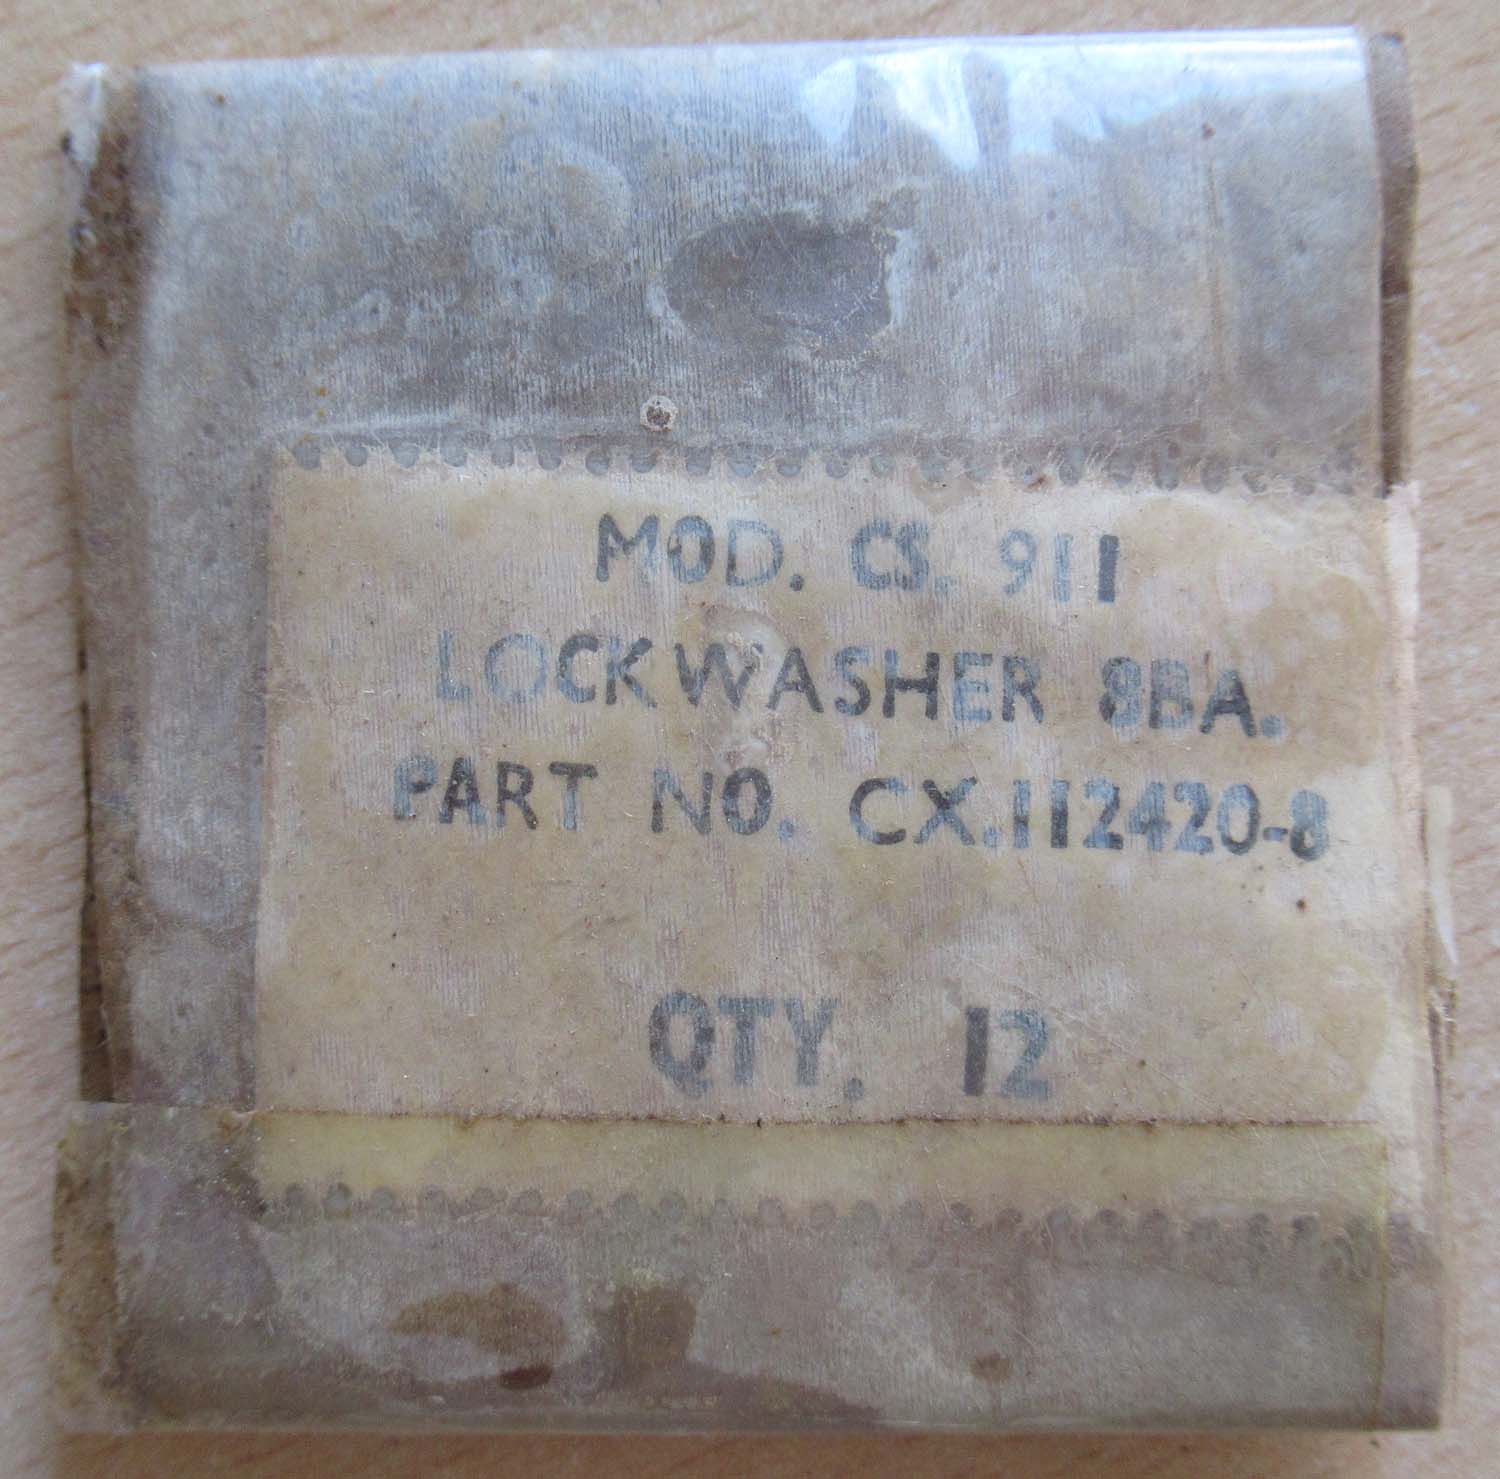 MOD. CS. 911
LOCKWASHER 8BA.
PART NO. CX.112420-8
QTY. 12